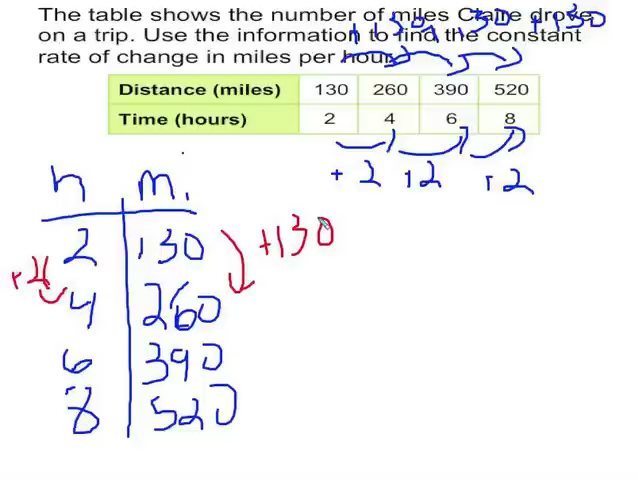 The table shows the number of miles Claire drove
on a trip. Use the information to find the constant
rate of change in miles per hour.
+130 +130 +130
Distance (miles) 130 260 390 520
Time (hours) 2 4 6 8
+2 +2 +2
h mi
2 130
+130
+2
4 260
6 390
8 520